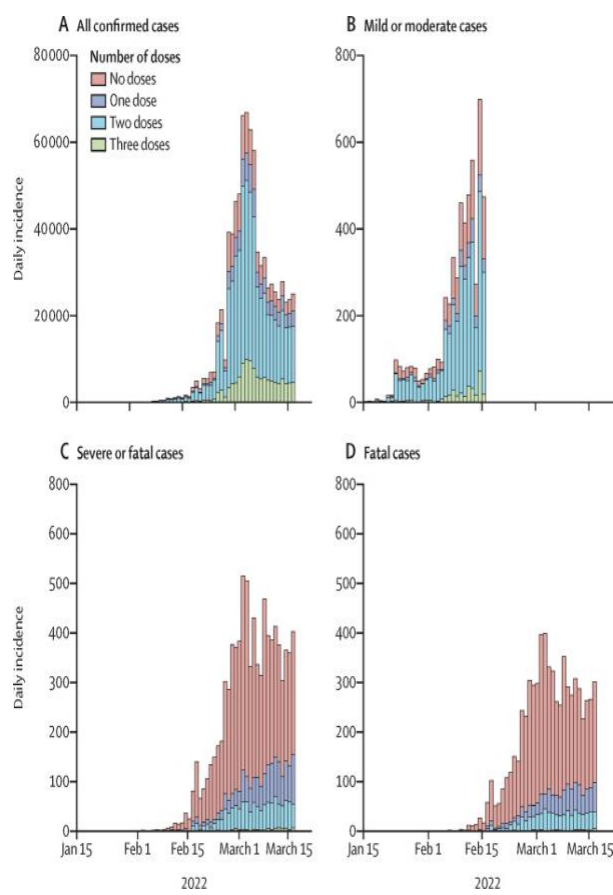 A All confirmed cases
Number of doses
No doses
One dose
Two doses
Three doses
Daily incidence
80000
60000
40000
20000
0
B Mild or moderate cases
800
600
400
200
0
C Severe or fatal cases
Daily incidence
800
600
500
400
300
200
100
0
Jan 15
Feb 1
Feb 15
March 1
March 15
2022
D Fatal cases
800
600
500
400
300
200
100
0
Jan 15
Feb 1
Feb 15
March 1
March 15
2022